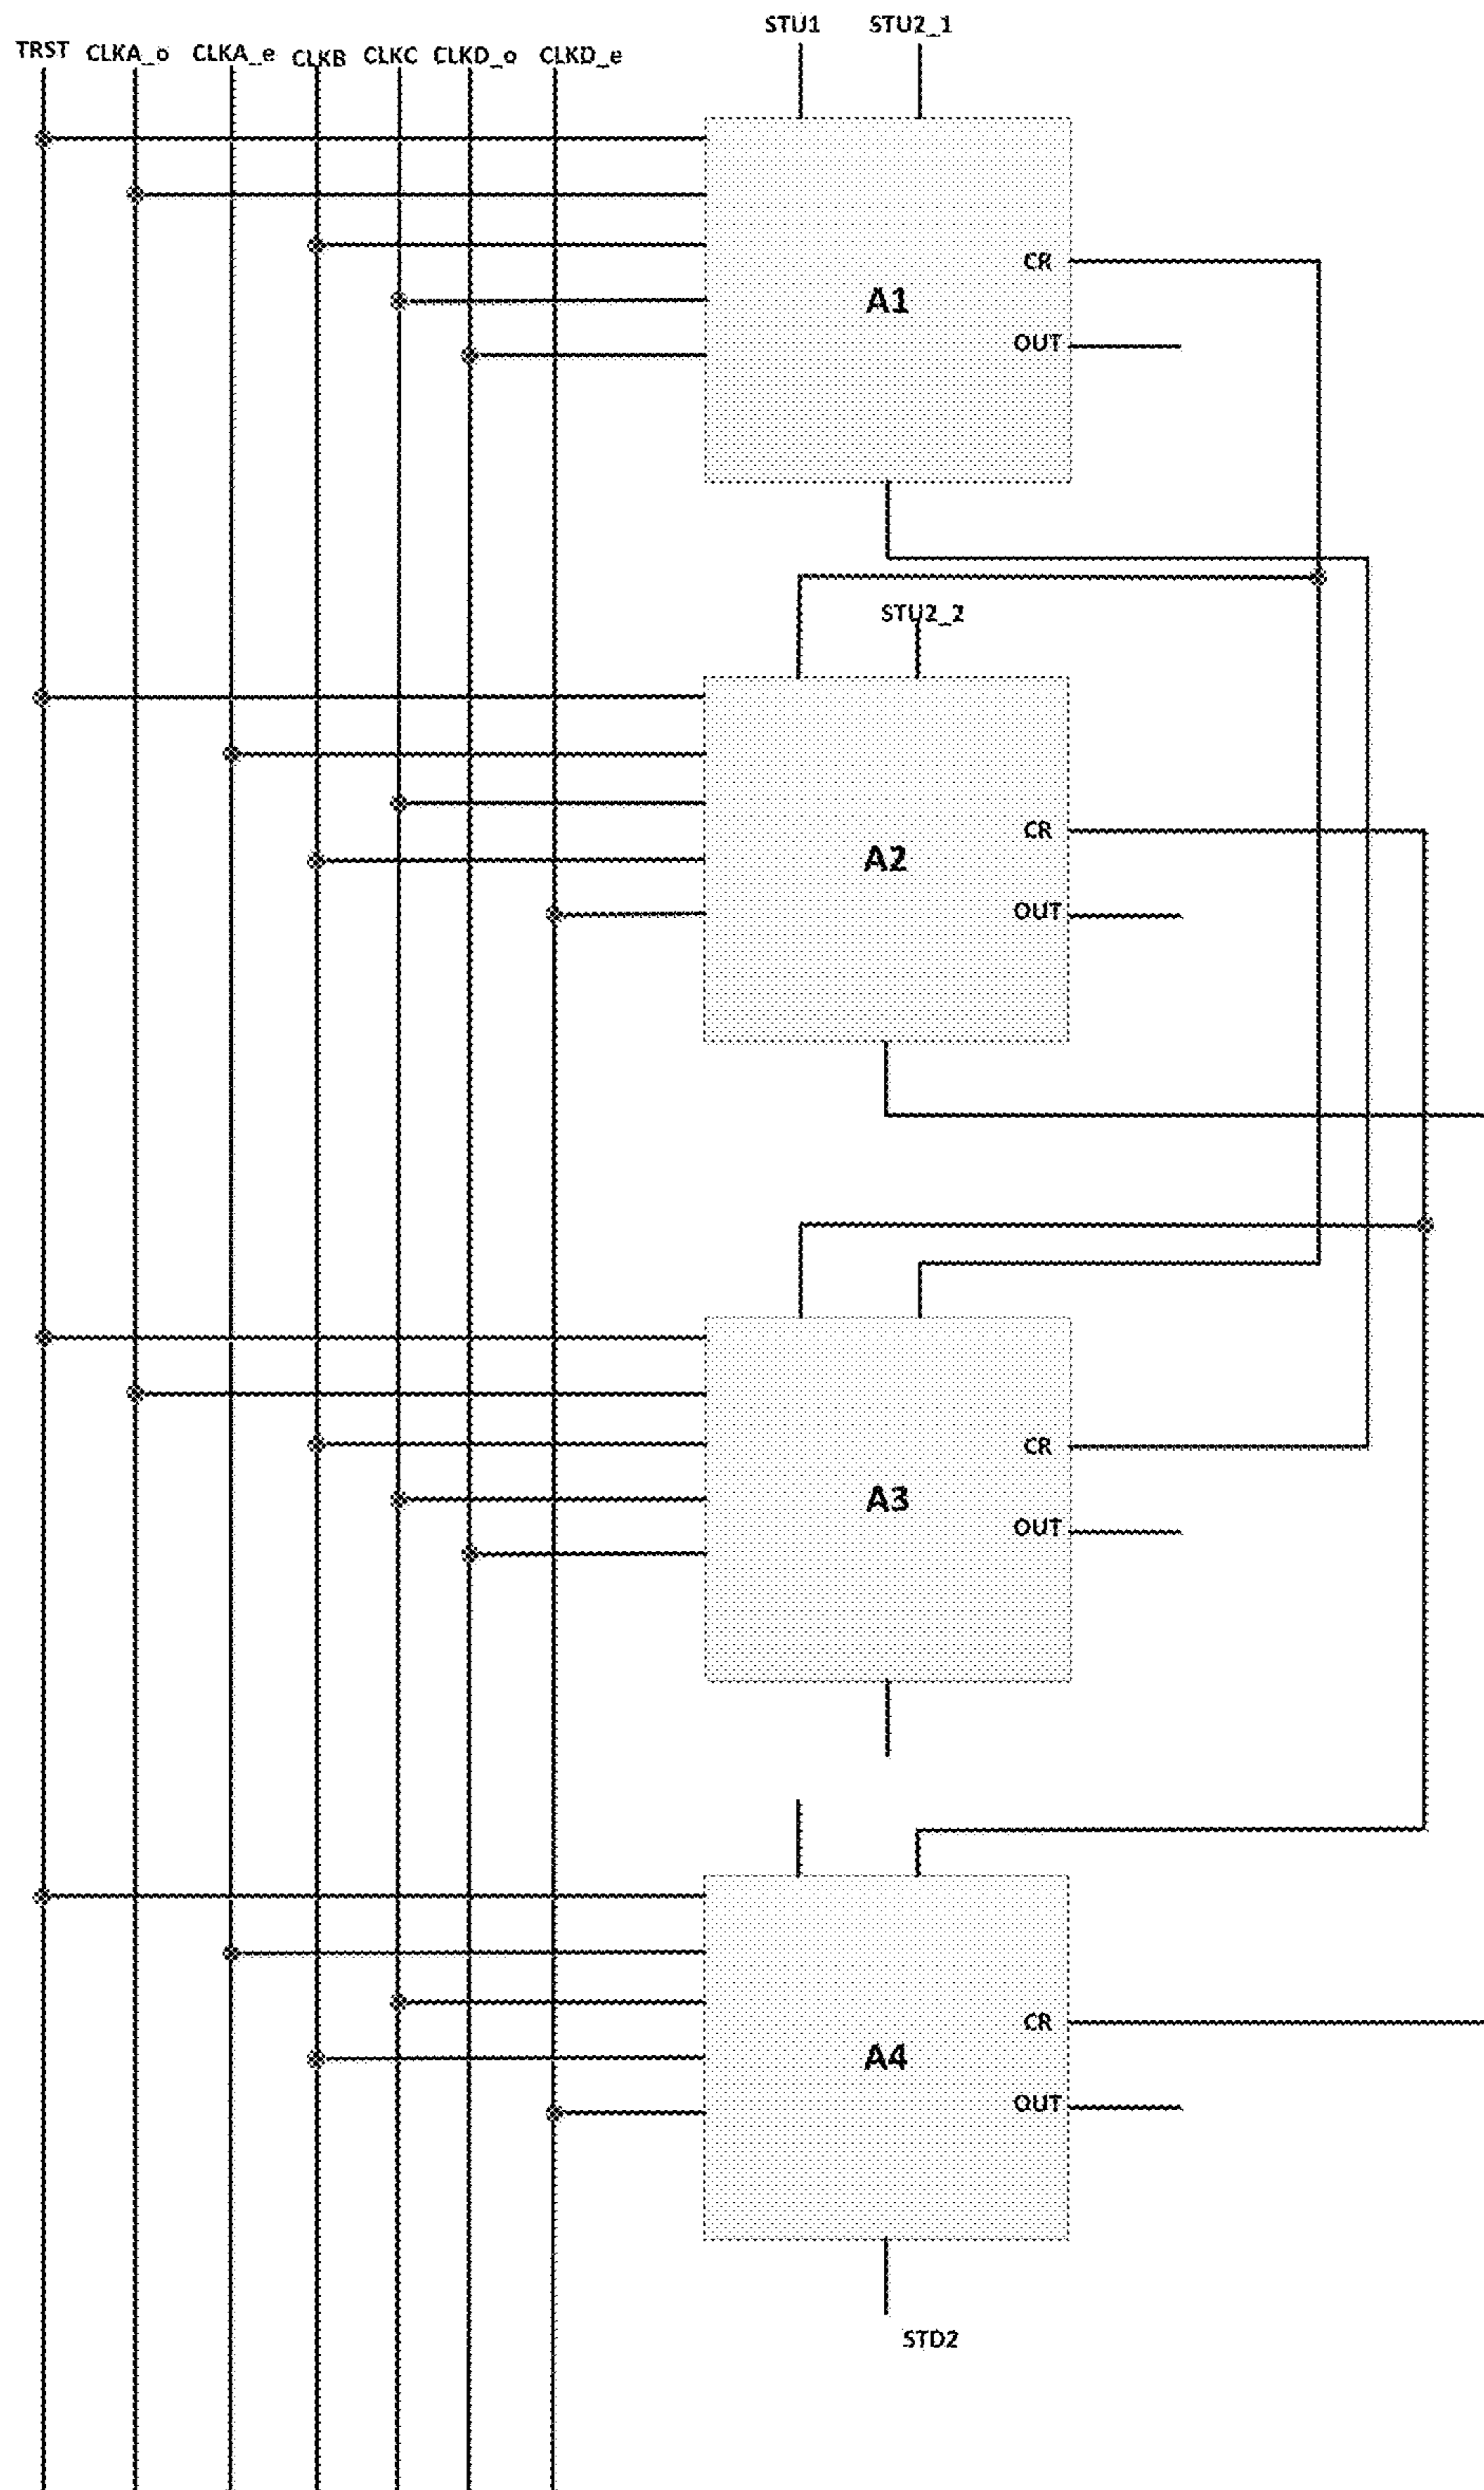 STU1 STU2_1
TRST CLKA_o CLKA_e CLKB CLKC CLKD_o CLKD_e
CR
A1
OUT
STU2_2
CR
A2
OUT
CR
A3
OUT
CR
A4
OUT
STD2